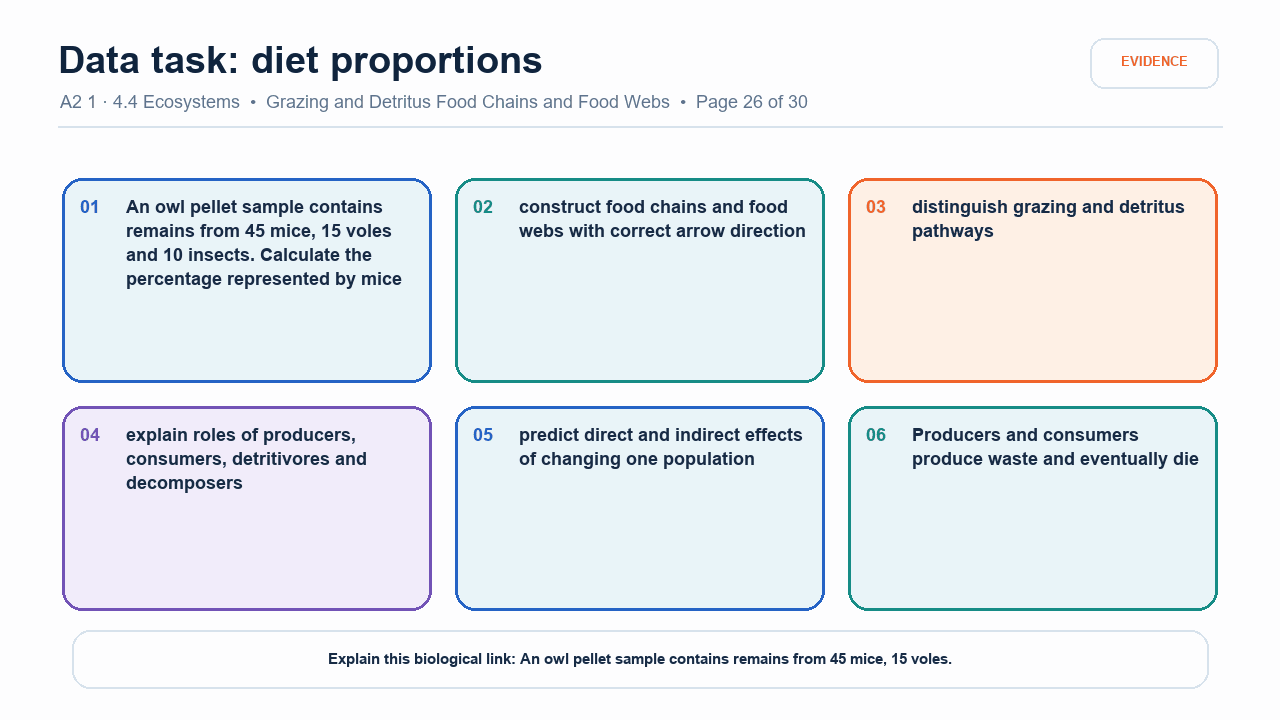 Data task: diet proportions
EVIDENCE
A2 1 · 4.4 Ecosystems • Grazing and Detritus Food Chains and Food Webs • Page 26 of 30
01 An owl pellet sample contains
remains from 45 mice, 15 voles
and 10 insects. Calculate the
percentage represented by mice
02 construct food chains and food
webs with correct arrow direction
03 distinguish grazing and detritus
pathways
04 explain roles of producers,
consumers, detritivores and
decomposers
05 predict direct and indirect effects
of changing one population
06 Producers and consumers
produce waste and eventually die
Explain this biological link: An owl pellet sample contains remains from 45 mice, 15 voles.